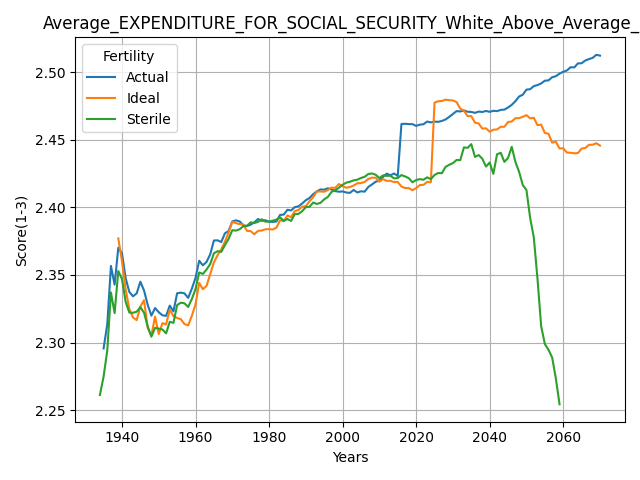 Average_EXPENDITURE_FOR_SOCIAL_SECURITY_White_Above_Average_
Fertility
Actual
Ideal
Sterile
Score(1-3)
2.50
2.45
2.40
2.35
2.30
2.25
1940 1960 1980 2000 2020 2040 2060
Years